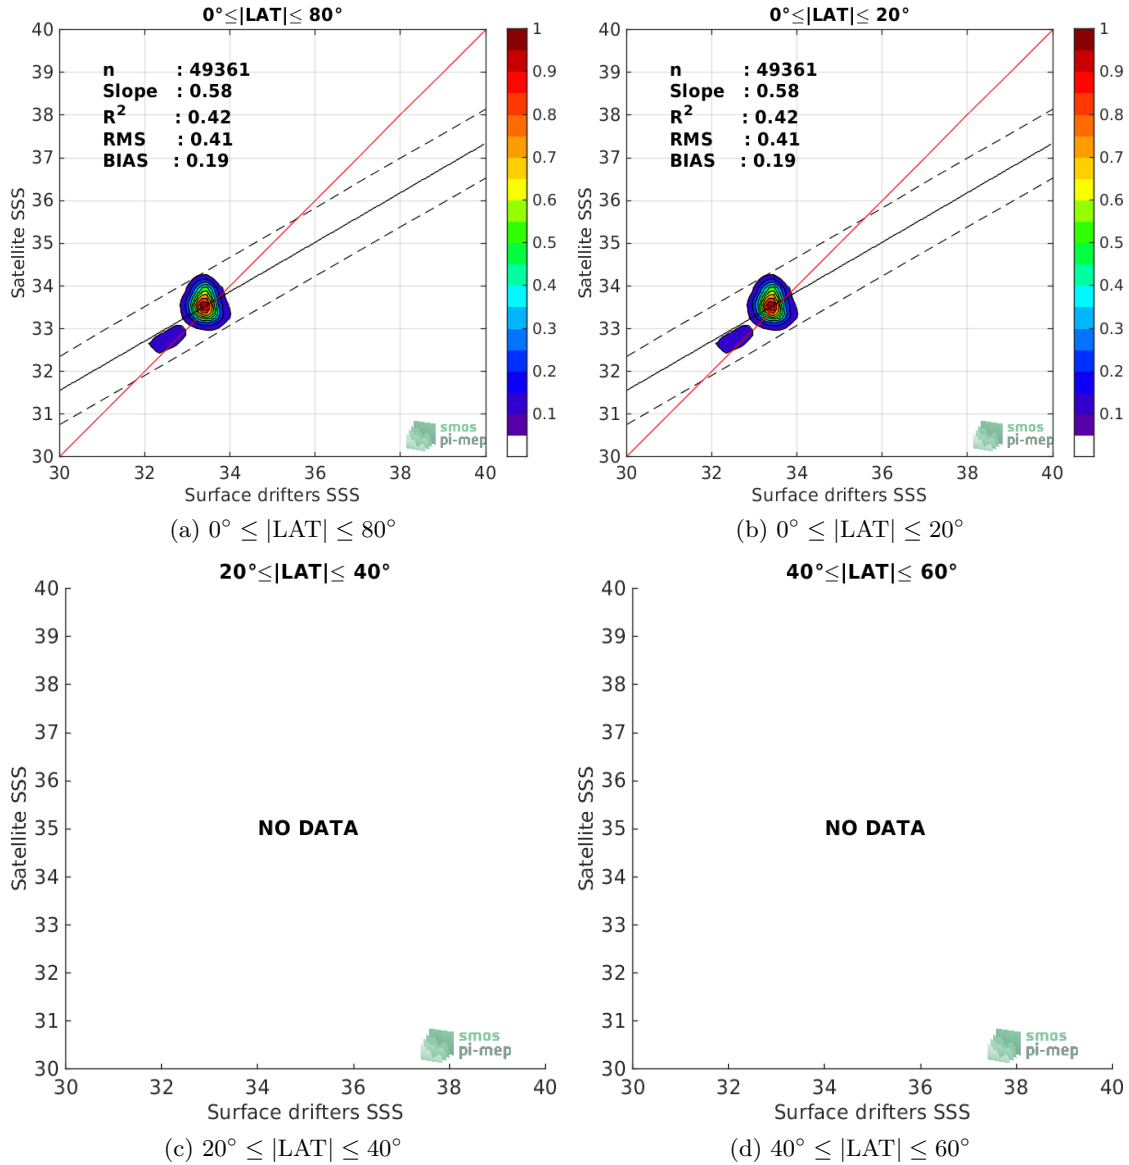 0°≤|LAT|≤ 80°
n : 49361
Slope : 0.58
R² : 0.42
RMS : 0.41
BIAS : 0.19
40
39
38
37
36
35
34
33
32
31
30
Satellite SSS
30 32 34 36 38 40
Surface drifters SSS
1
0.9
0.8
0.7
0.6
0.5
0.4
0.3
0.2
0.1
smos
pi-mep
(a) 0° ≤ |LAT| ≤ 80°
0°≤|LAT|≤ 20°
n : 49361
Slope : 0.58
R² : 0.42
RMS : 0.41
BIAS : 0.19
40
39
38
37
36
35
34
33
32
31
30
Satellite SSS
30 32 34 36 38 40
Surface drifters SSS
1
0.9
0.8
0.7
0.6
0.5
0.4
0.3
0.2
0.1
smos
pi-mep
(b) 0° ≤ |LAT| ≤ 20°
20°≤|LAT|≤ 40°
40
39
38
37
36
35
34
33
32
31
30
Satellite SSS
NO DATA
smos
pi-mep
30 32 34 36 38 40
Surface drifters SSS
(c) 20° ≤ |LAT| ≤ 40°
40°≤|LAT|≤ 60°
40
39
38
37
36
35
34
33
32
31
30
Satellite SSS
NO DATA
smos
pi-mep
30 32 34 36 38 40
Surface drifters SSS
(d) 40° ≤ |LAT| ≤ 60°